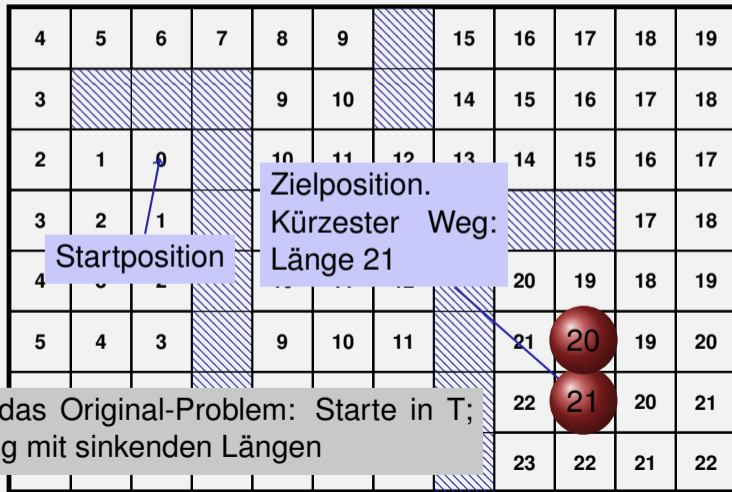 4 5 6 7 8 9 15 16 17 18 19
3 9 10 14 15 16 17 18
2 1 0 10 11 12 13 14 15 16 17
Zielposition.
Kürzester Weg:
Länge 21
3 2 1 17 18
Startposition
4 20 19 18 19
5 4 3 9 10 11 21 20 19 20
das Original-Problem: Starte in T;
g mit sinkenden Längen
22 21 20 21
23 22 21 22